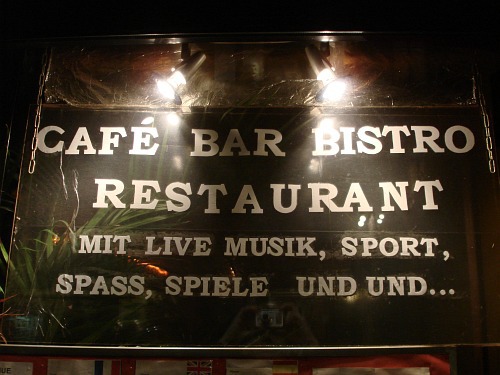 CAFÉ BAR BISTRO
RESTAURANT
MIT LIVE MUSIK, SPORT,
SPASS, SPIELE UND UND...